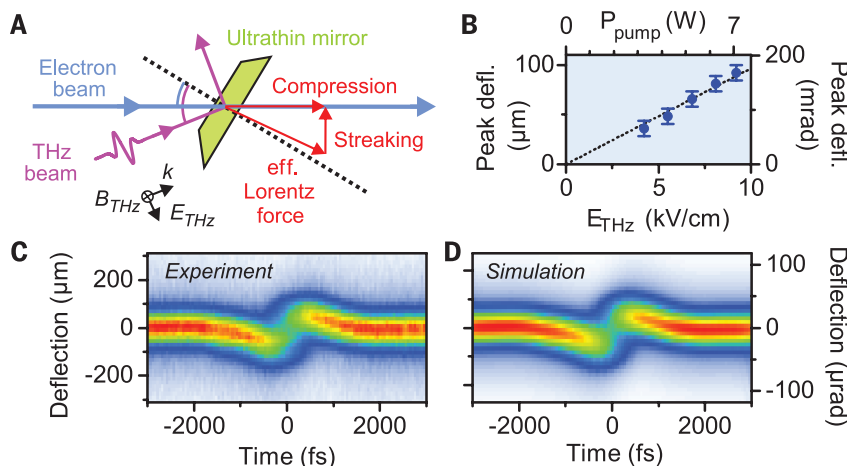 A
Ultrathin mirror
Electron
beam
Compression
Streaking
THz
beam
eff.
Lorentz
force
k
B_THz
E_THz
B
0 P_pump (W) 7
Peak defl.
(µm)
100
0
200
0
Peak defl.
(mrad)
0 5 10
E_THz (kV/cm)
C
Experiment
Deflection (µm)
200
0
-200
-2000 0 2000
Time (fs)
D
Simulation
100
0
-100
Deflection (µrad)
-2000 0 2000
Time (fs)